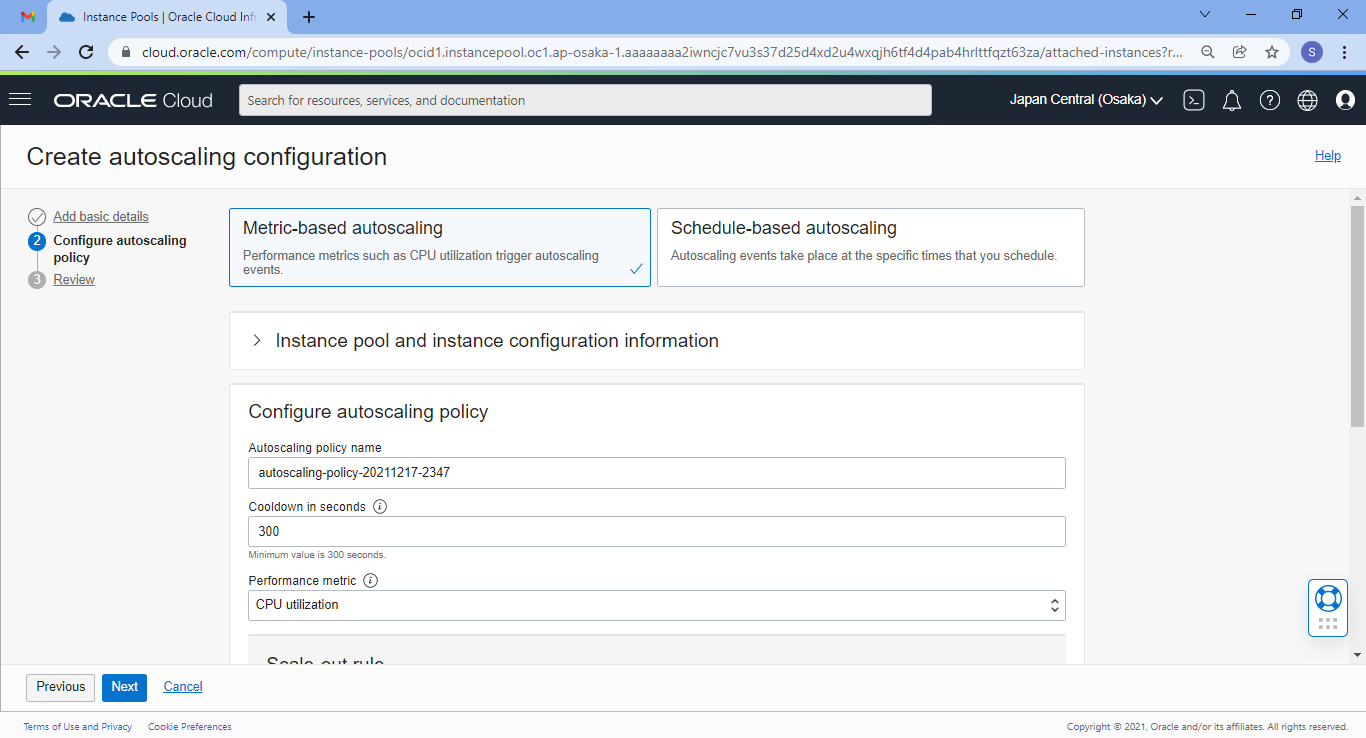 Instance Pools | Oracle Cloud Infr
cloud.oracle.com/compute/instance-pools/ocid1.instancepool.oc1.ap-osaka-1.aaaaaaaa2iwncjc7vu3s37d25d4xd2u4wxqjh6tf4d4pab4hrlttfqzt63za/attached-instances?r...
S
ORACLE Cloud
Search for resources, services, and documentation
Japan Central (Osaka)
Create autoscaling configuration
Help
Add basic details
2 Configure autoscaling
policy
3 Review
Metric-based autoscaling
Performance metrics such as CPU utilization trigger autoscaling
events.
Schedule-based autoscaling
Autoscaling events take place at the specific times that you schedule.
Instance pool and instance configuration information
Configure autoscaling policy
Autoscaling policy name
autoscaling-policy-20211217-2347
Cooldown in seconds
300
Minimum value is 300 seconds.
Performance metric
CPU utilization
Scale-out rule
Previous
Next
Cancel
Terms of Use and Privacy
Cookie Preferences
Copyright © 2021, Oracle and/or its affiliates. All rights reserved.